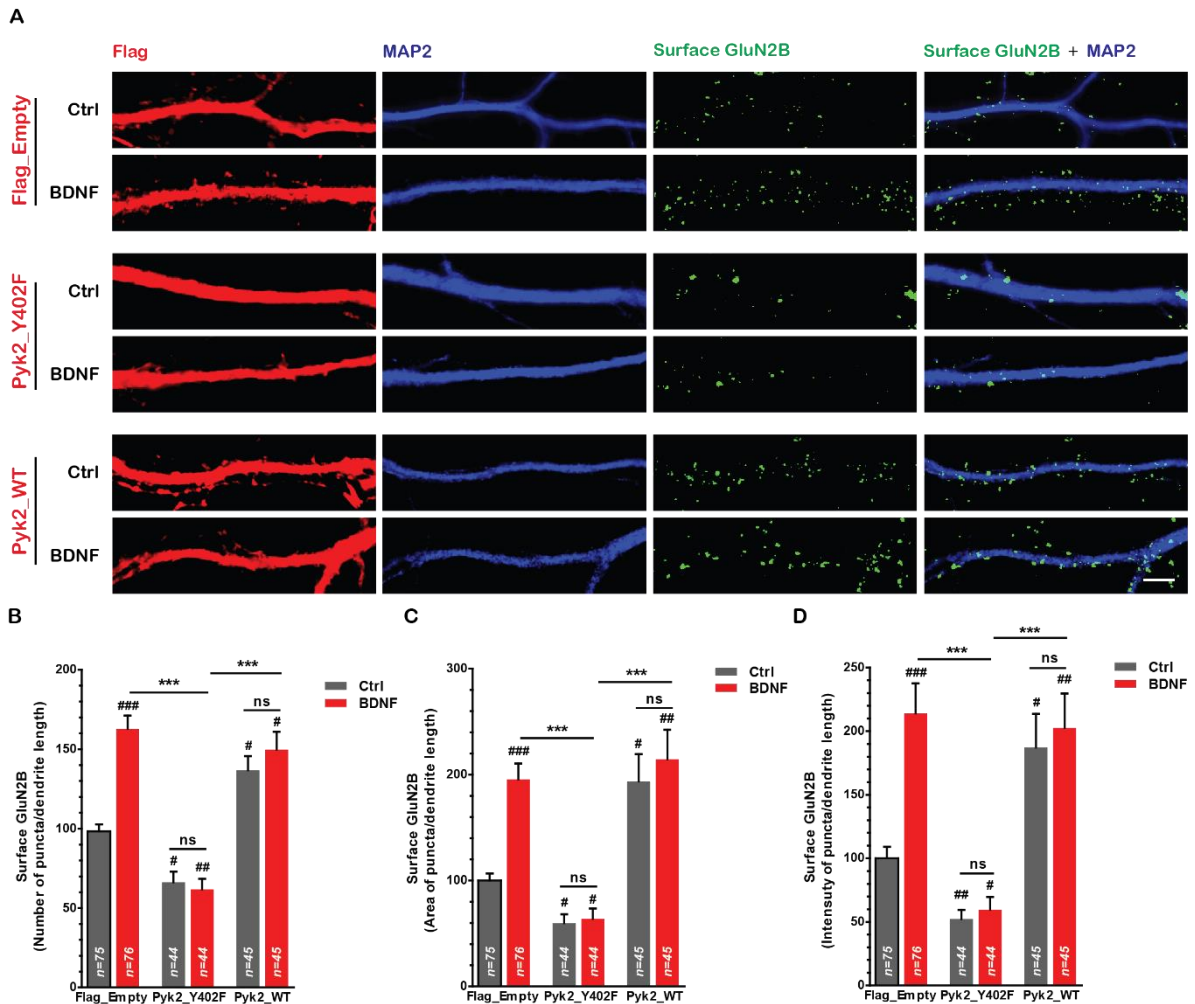 A
Flag MAP2 Surface GluN2B Surface GluN2B + MAP2
Flag_Empty
Ctrl
BDNF
Pyk2_Y402F
Ctrl
BDNF
Pyk2_WT
Ctrl
BDNF
B
Surface GluN2B
(Number of puncta/dendrite length)
200
150
100
50
0
***
***
ns
Ctrl
BDNF
###
#
#
ns
#
##
n=75
n=76
n=44
n=44
n=45
n=45
Flag_Empty Pyk2_Y402F Pyk2_WT
C
Surface GluN2B
(Area of puncta/dendrite length)
300
200
100
0
***
***
ns
Ctrl
BDNF
###
#
##
ns
#
#
n=75
n=76
n=44
n=44
n=45
n=45
Flag_Empty Pyk2_Y402F Pyk2_WT
D
Surface GluN2B
(Intensuty of puncta/dendrite length)
250
200
150
100
50
0
***
***
ns
Ctrl
BDNF
###
#
##
ns
##
#
n=75
n=76
n=44
n=44
n=45
n=45
Flag_Empty Pyk2_Y402F Pyk2_WT